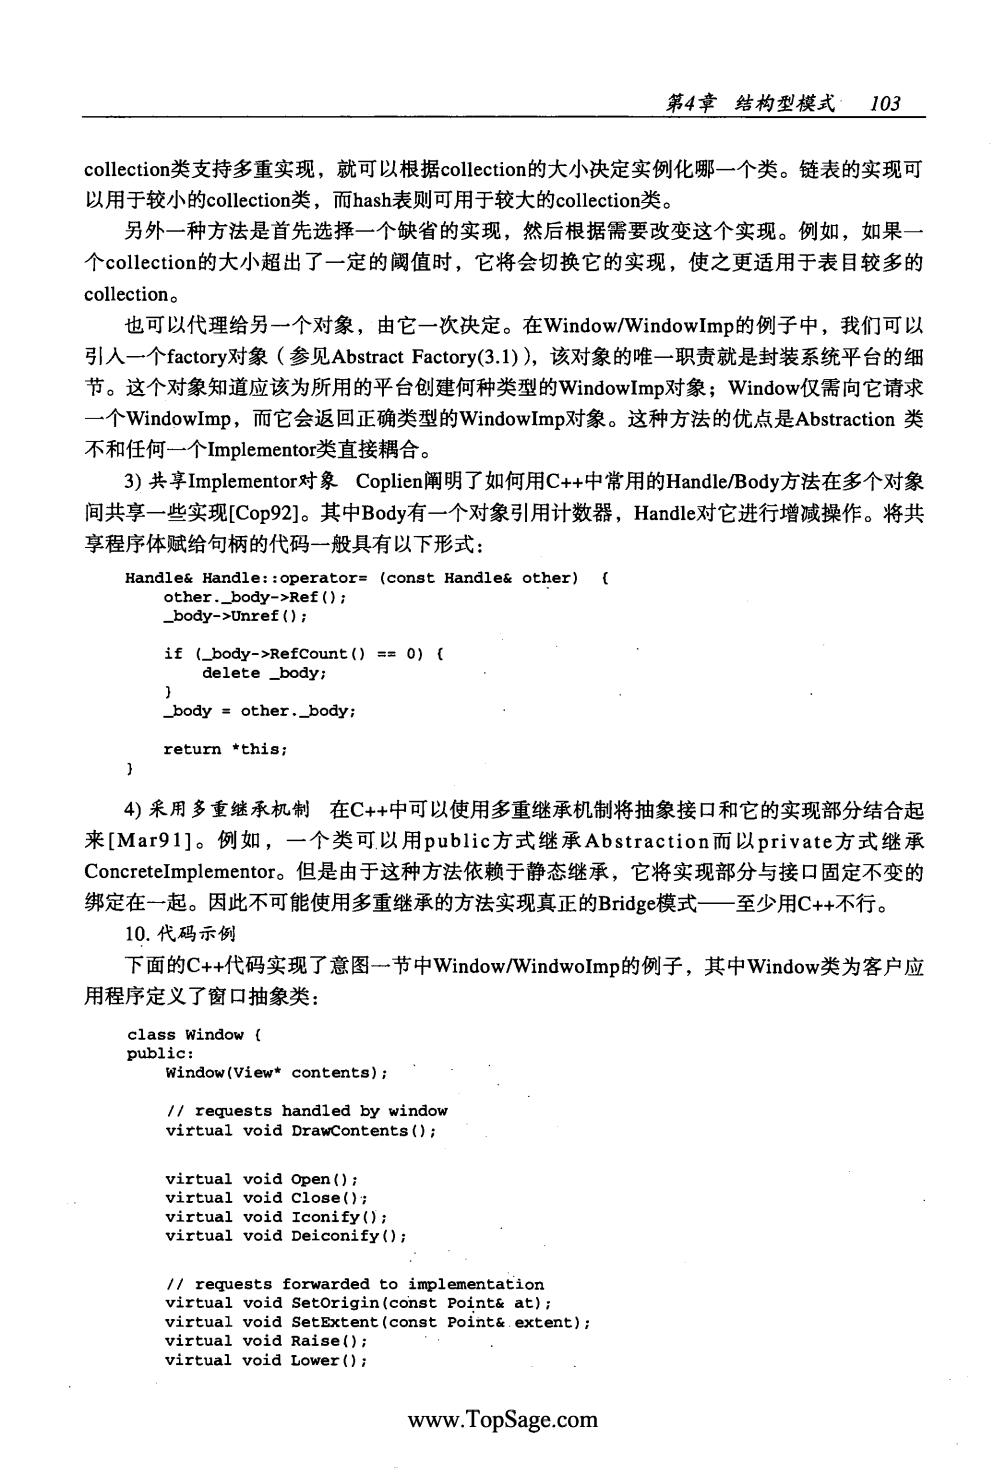 第4章 结构型模式 103
collection类支持多重实现，就可以根据collection的大小决定实例化哪一个类。链表的实现可
以用于较小的collection类，而hash表则可用于较大的collection类。
另外一种方法是首先选择一个缺省的实现，然后根据需要改变这个实现。例如，如果一
个collection的大小超出了一定的阈值时，它将会切换它的实现，使之更适用于表目较多的
collection。
也可以代理给另一个对象，由它一次决定。在Window/WindowImp的例子中，我们可以
引人一个factory对象（参见Abstract Factory(3.1)），该对象的唯一职责就是封装系统平台的细
节。这个对象知道应该为所用的平台创建何种类型的WindowImp对象；Window仅需向它请求
一个WindowImp，而它会返回正确类型的WindowImp对象。这种方法的优点是Abstraction 类
不和任何一个Implementor类直接耦合。
3) 共享Implementor对象 Coplien阐明了如何用C++中常用的Handle/Body方法在多个对象
间共享一些实现[Cop92]。其中Body有一个对象引用计数器，Handle对它进行增减操作。将共
享程序体赋给句柄的代码一般具有以下形式：
Handle& Handle::operator= (const Handle& other) {
other._body->Ref();
_body->Unref();
if (_body->RefCount() == 0) {
delete _body;
}
_body = other._body;
return *this;
}
4) 采用多重继承机制 在C++中可以使用多重继承机制将抽象接口和它的实现部分结合起
来[Mar91]。例如，一个类可以用public方式继承Abstraction而以private方式继承
ConcreteImplementor。但是由于这种方法依赖于静态继承，它将实现部分与接口固定不变的
绑定在一起。因此不可能使用多重继承的方法实现真正的Bridge模式——至少用C++不行。
10. 代码示例
下面的C++代码实现了意图一节中Window/WindwoImp的例子，其中Window类为客户应
用程序定义了窗口抽象类：
class Window {
public:
Window(View* contents);
// requests handled by window
virtual void DrawContents();
virtual void Open();
virtual void Close();
virtual void Iconify();
virtual void Deiconify();
// requests forwarded to implementation
virtual void SetOrigin(const Point& at);
virtual void SetExtent(const Point& extent);
virtual void Raise();
virtual void Lower();
www.TopSage.com